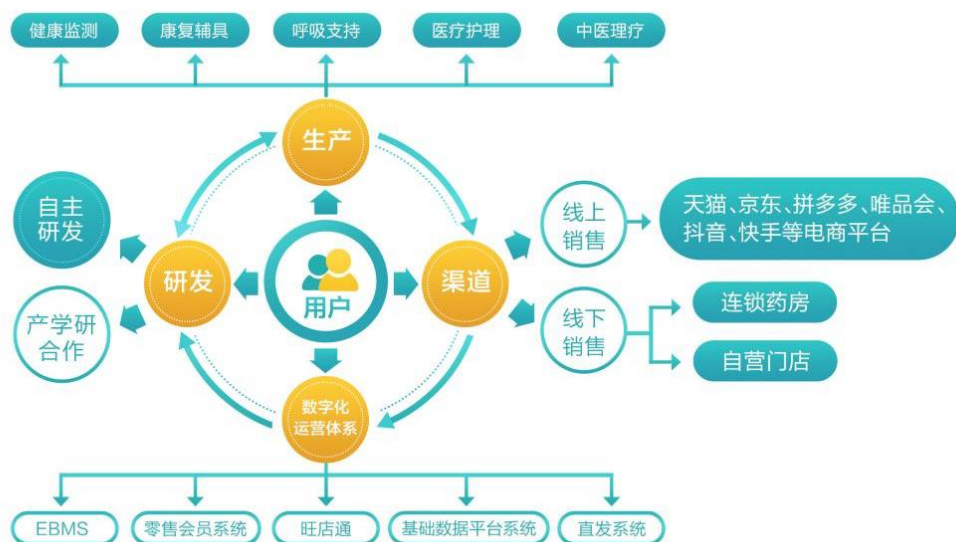 健康监测
康复辅具
呼吸支持
医疗护理
中医理疗
生产
自主
研发
线上
销售
天猫、京东、拼多多、唯品会、
抖音、快手等电商平台
研发
用户
渠道
产学研
合作
线下
销售
连锁药房
自营门店
数字化
运营体系
EBMS
零售会员系统
旺店通
基础数据平台系统
直发系统